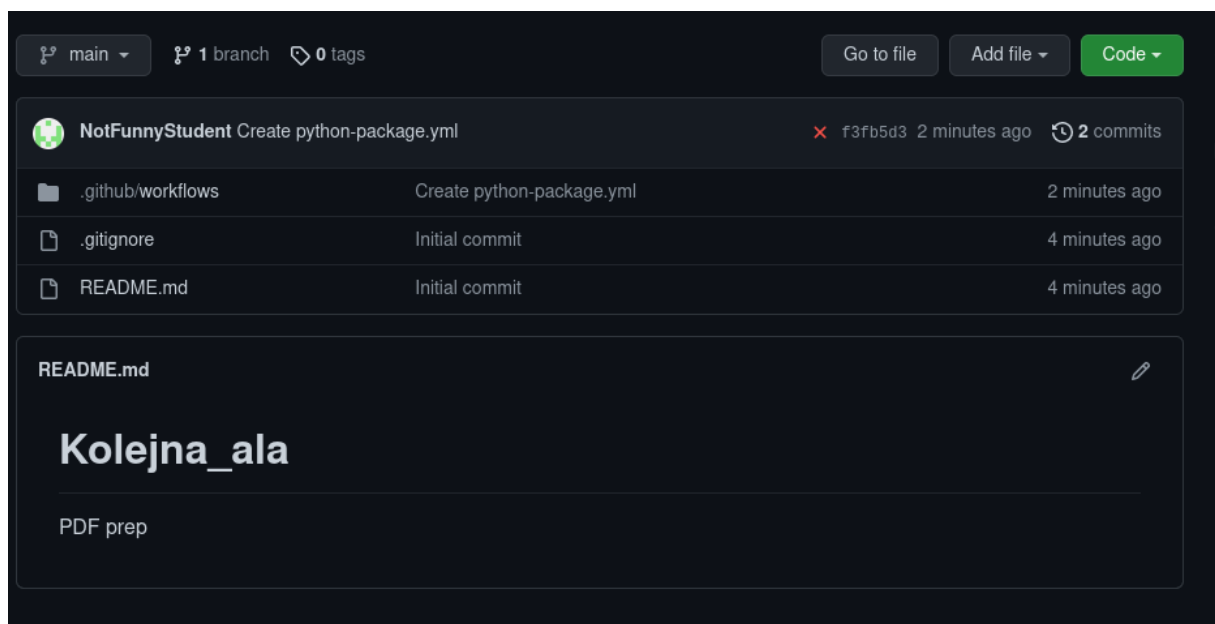 main 1 branch 0 tags Go to file Add file Code
NotFunnyStudent Create python-package.yml f3fb5d3 2 minutes ago 2 commits
.github/workflows Create python-package.yml 2 minutes ago
.gitignore Initial commit 4 minutes ago
README.md Initial commit 4 minutes ago
README.md
Kolejna_ala
PDF prep